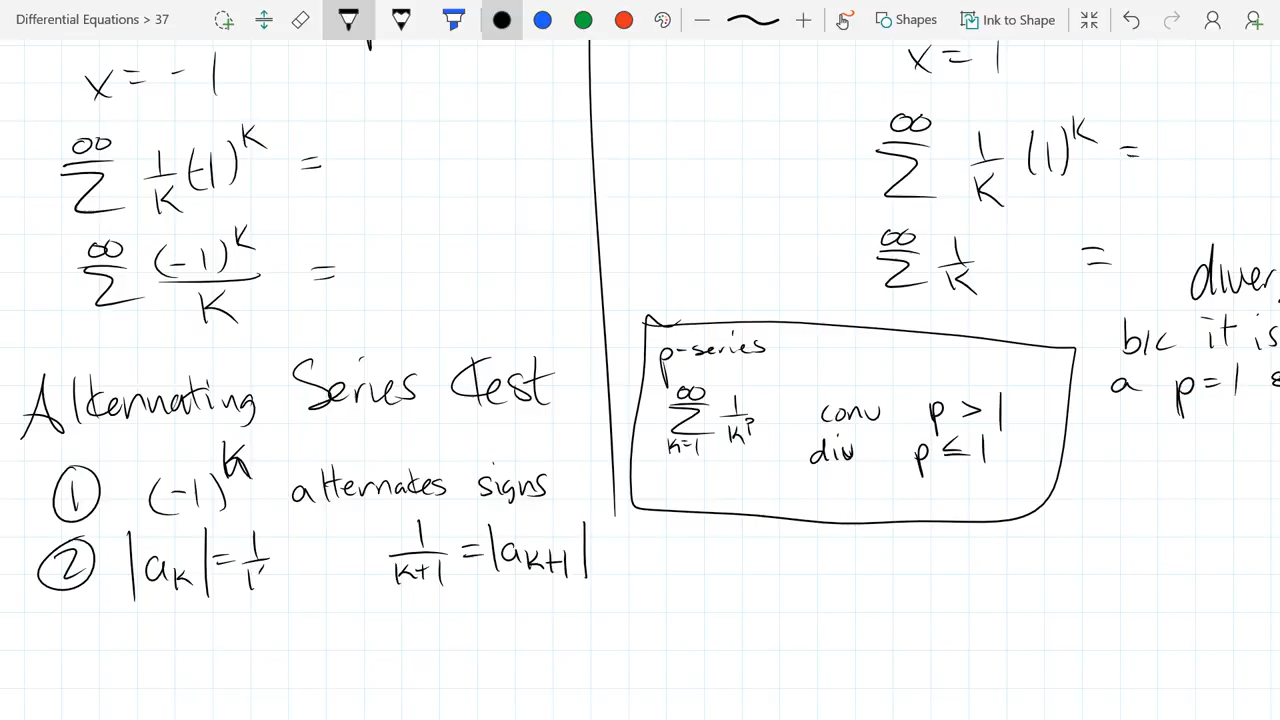 Differential Equations > 37
Shapes
Ink to Shape
x = -1
∞ Σ 1/K (-1)^K =
∞ Σ (-1)^K / K =
Alternating Series Test
① (-1)^K alternates signs
② |a_K| = 1/ 1/(K+1) = |a_K+1|
x = 1
∞ Σ 1/K (1)^K =
∞ Σ 1/K = diver
b/c it is
a p=1
p-series
∞ Σ K=1 1/K^p conv p > 1
div p ≤ 1